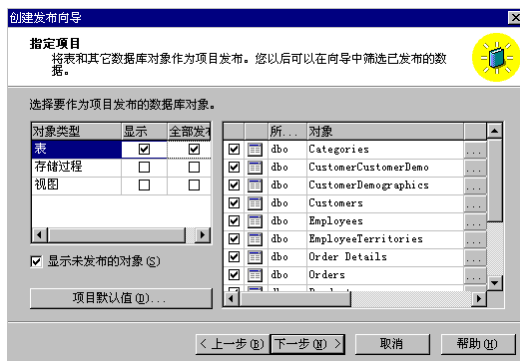 创建发布向导
指定项目
将表和其它数据库对象作为项目发布。您以后可以在向导中筛选已发布的数
据。
选择要作为项目发布的数据库对象。
对象类型 显示 全部发布
表
存储过程
视图
所... 对象
dbo Categories ...
dbo CustomerCustomerDemo ...
dbo CustomerDemographics ...
dbo Customers ...
dbo Employees ...
dbo EmployeeTerritories ...
dbo Order Details ...
dbo Orders ...
显示未发布的对象(S)
项目默认值(D)...
< 上一步(B)
下一步(N) >
取消
帮助(H)